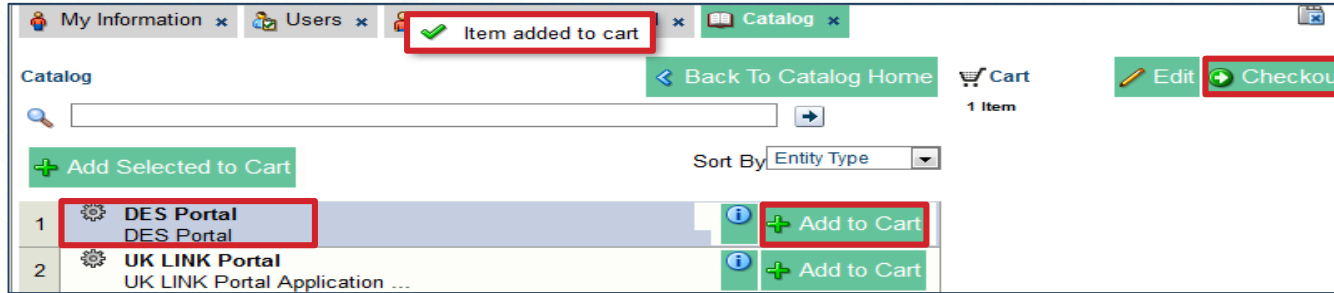 My Information x Users x x Catalog x
Item added to cart
Catalog Back To Catalog Home Cart Edit Checkou
1 Item
Add Selected to Cart Sort By Entity Type
1 DES Portal Add to Cart
DES Portal
2 UK LINK Portal Add to Cart
UK LINK Portal Application ...